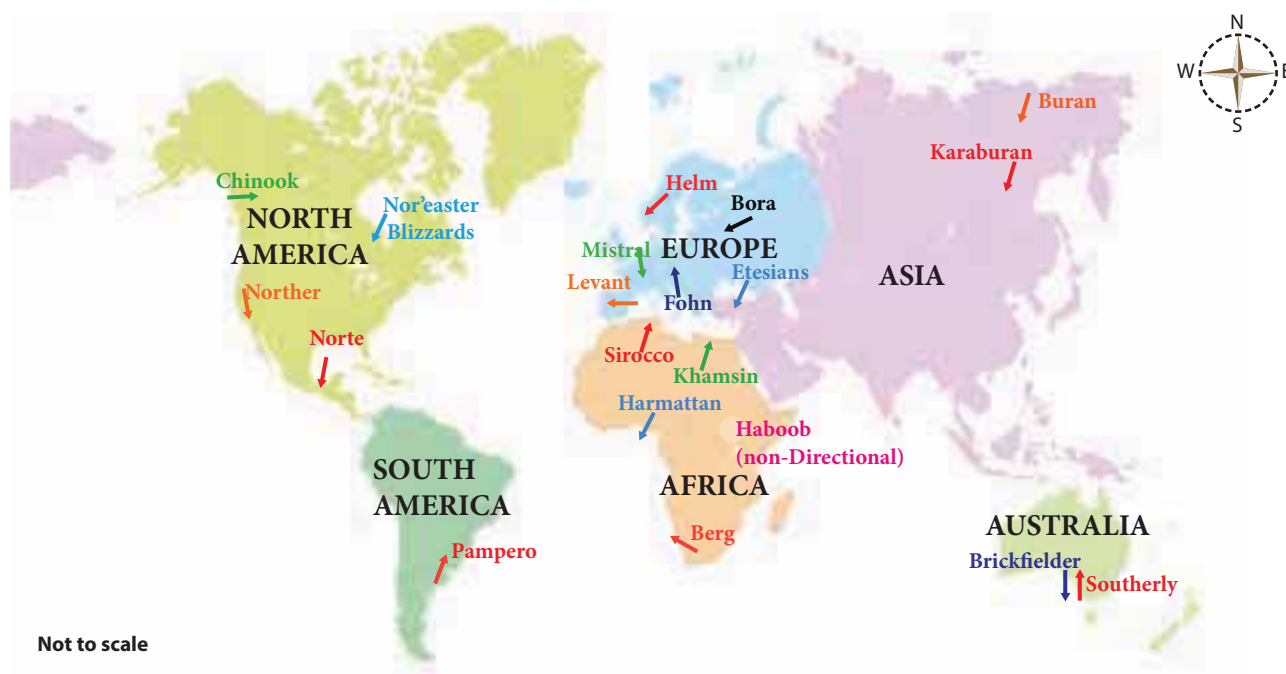 N
W
E
S
Buran
Karaburan
Chinook
NORTH
AMERICA
Nor'easter
Blizzards
Helm
Bora
Mistral
EUROPE
ASIA
Levant
Etesians
Fohn
Norther
Norte
Sirocco
Khamsin
Harmattan
Haboob
(non-Directional)
SOUTH
AMERICA
AFRICA
Berg
Pampero
AUSTRALIA
Brickfielder
Southerly
Not to scale